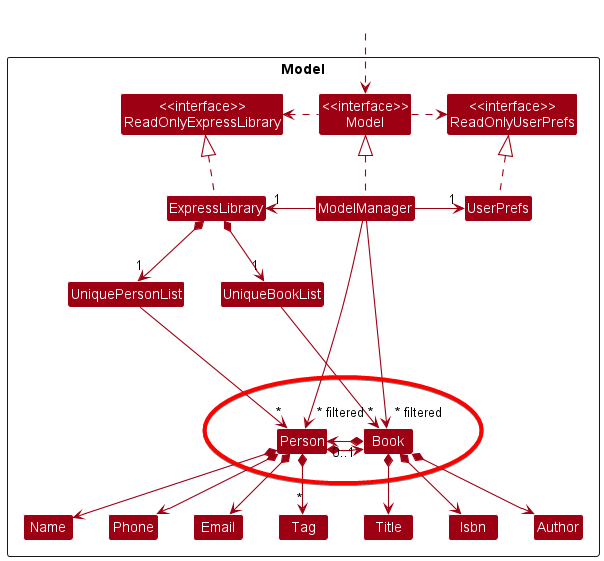 Model
<<interface>>
ReadOnlyExpressLibrary
<<interface>>
Model
<<interface>>
ReadOnlyUserPrefs
ExpressLibrary
1
ModelManager
1
UserPrefs
1
1
UniquePersonList
UniqueBookList
*
* filtered
*
* filtered
Person
Book
0..1
*
Name
Phone
Email
Tag
Title
Isbn
Author